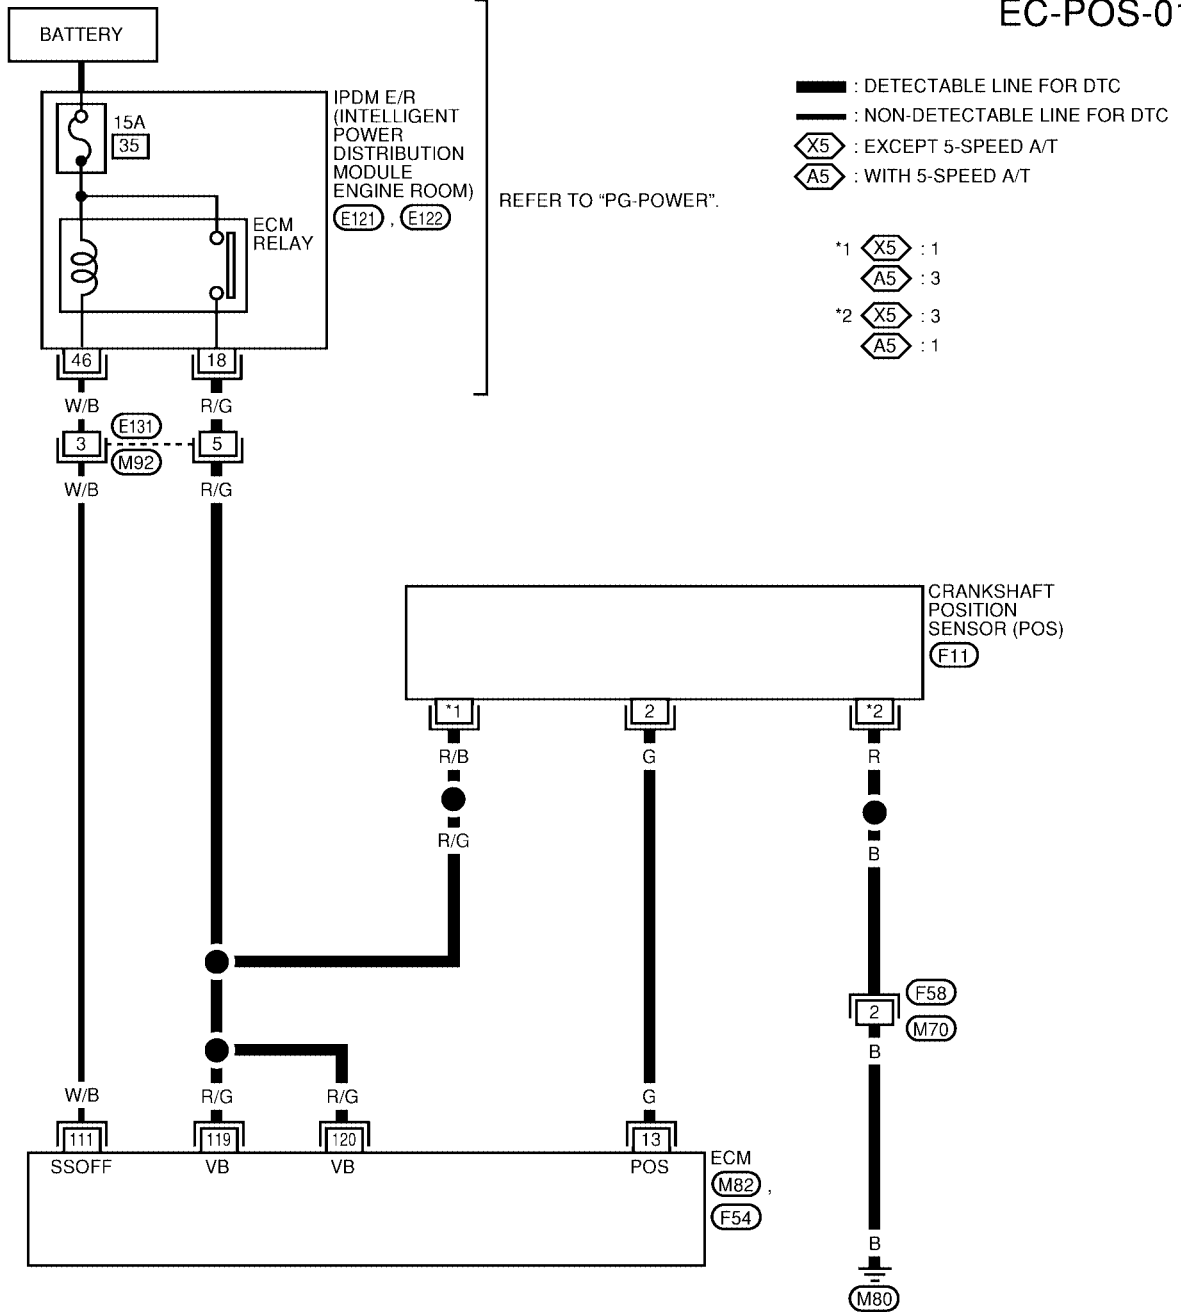 EC-POS-01
BATTERY
: DETECTABLE LINE FOR DTC
: NON-DETECTABLE LINE FOR DTC
X5 : EXCEPT 5-SPEED A/T
A5 : WITH 5-SPEED A/T
15A
35
IPDM E/R
(INTELLIGENT
POWER
DISTRIBUTION
MODULE
ENGINE ROOM)
E121 , E122
REFER TO “PG-POWER”.
ECM
RELAY
*1 X5 : 1
A5 : 3
*2 X5 : 3
A5 : 1
46 18
W/B R/G
E131
3 5
M92
W/B R/G
CRANKSHAFT
POSITION
SENSOR (POS)
F11
*1 2 *2
R/B G R
R/G B
F58
2
M70
B
W/B R/G R/G G
111 119 120 13
SSOFF VB VB POS
ECM
M82 ,
F54
B
M80